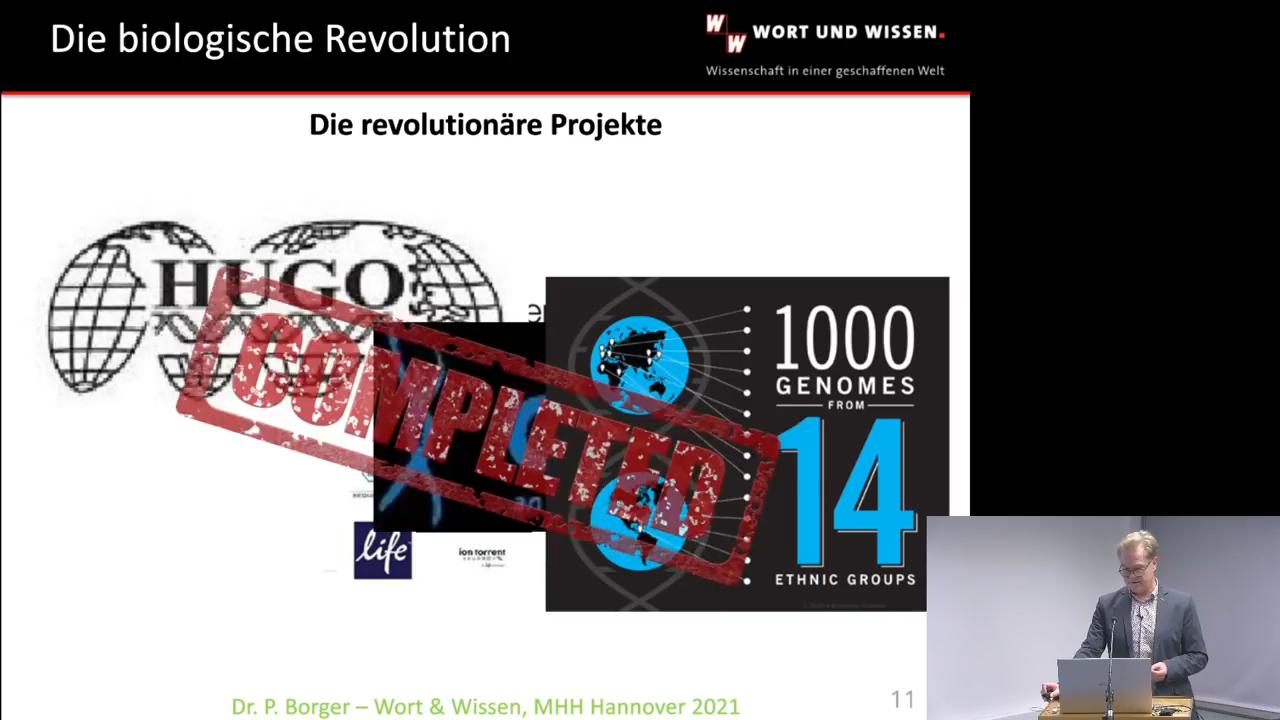 Die biologische Revolution
W
W
WORT UND WISSEN.
Wissenschaft in einer geschaffenen Welt
Die revolutionäre Projekte
HUGO
COMPLETED
1000
GENOMES
FROM
14
ETHNIC GROUPS
life
ion torrent
Dr. P. Borger – Wort & Wissen, MHH Hannover 2021
11